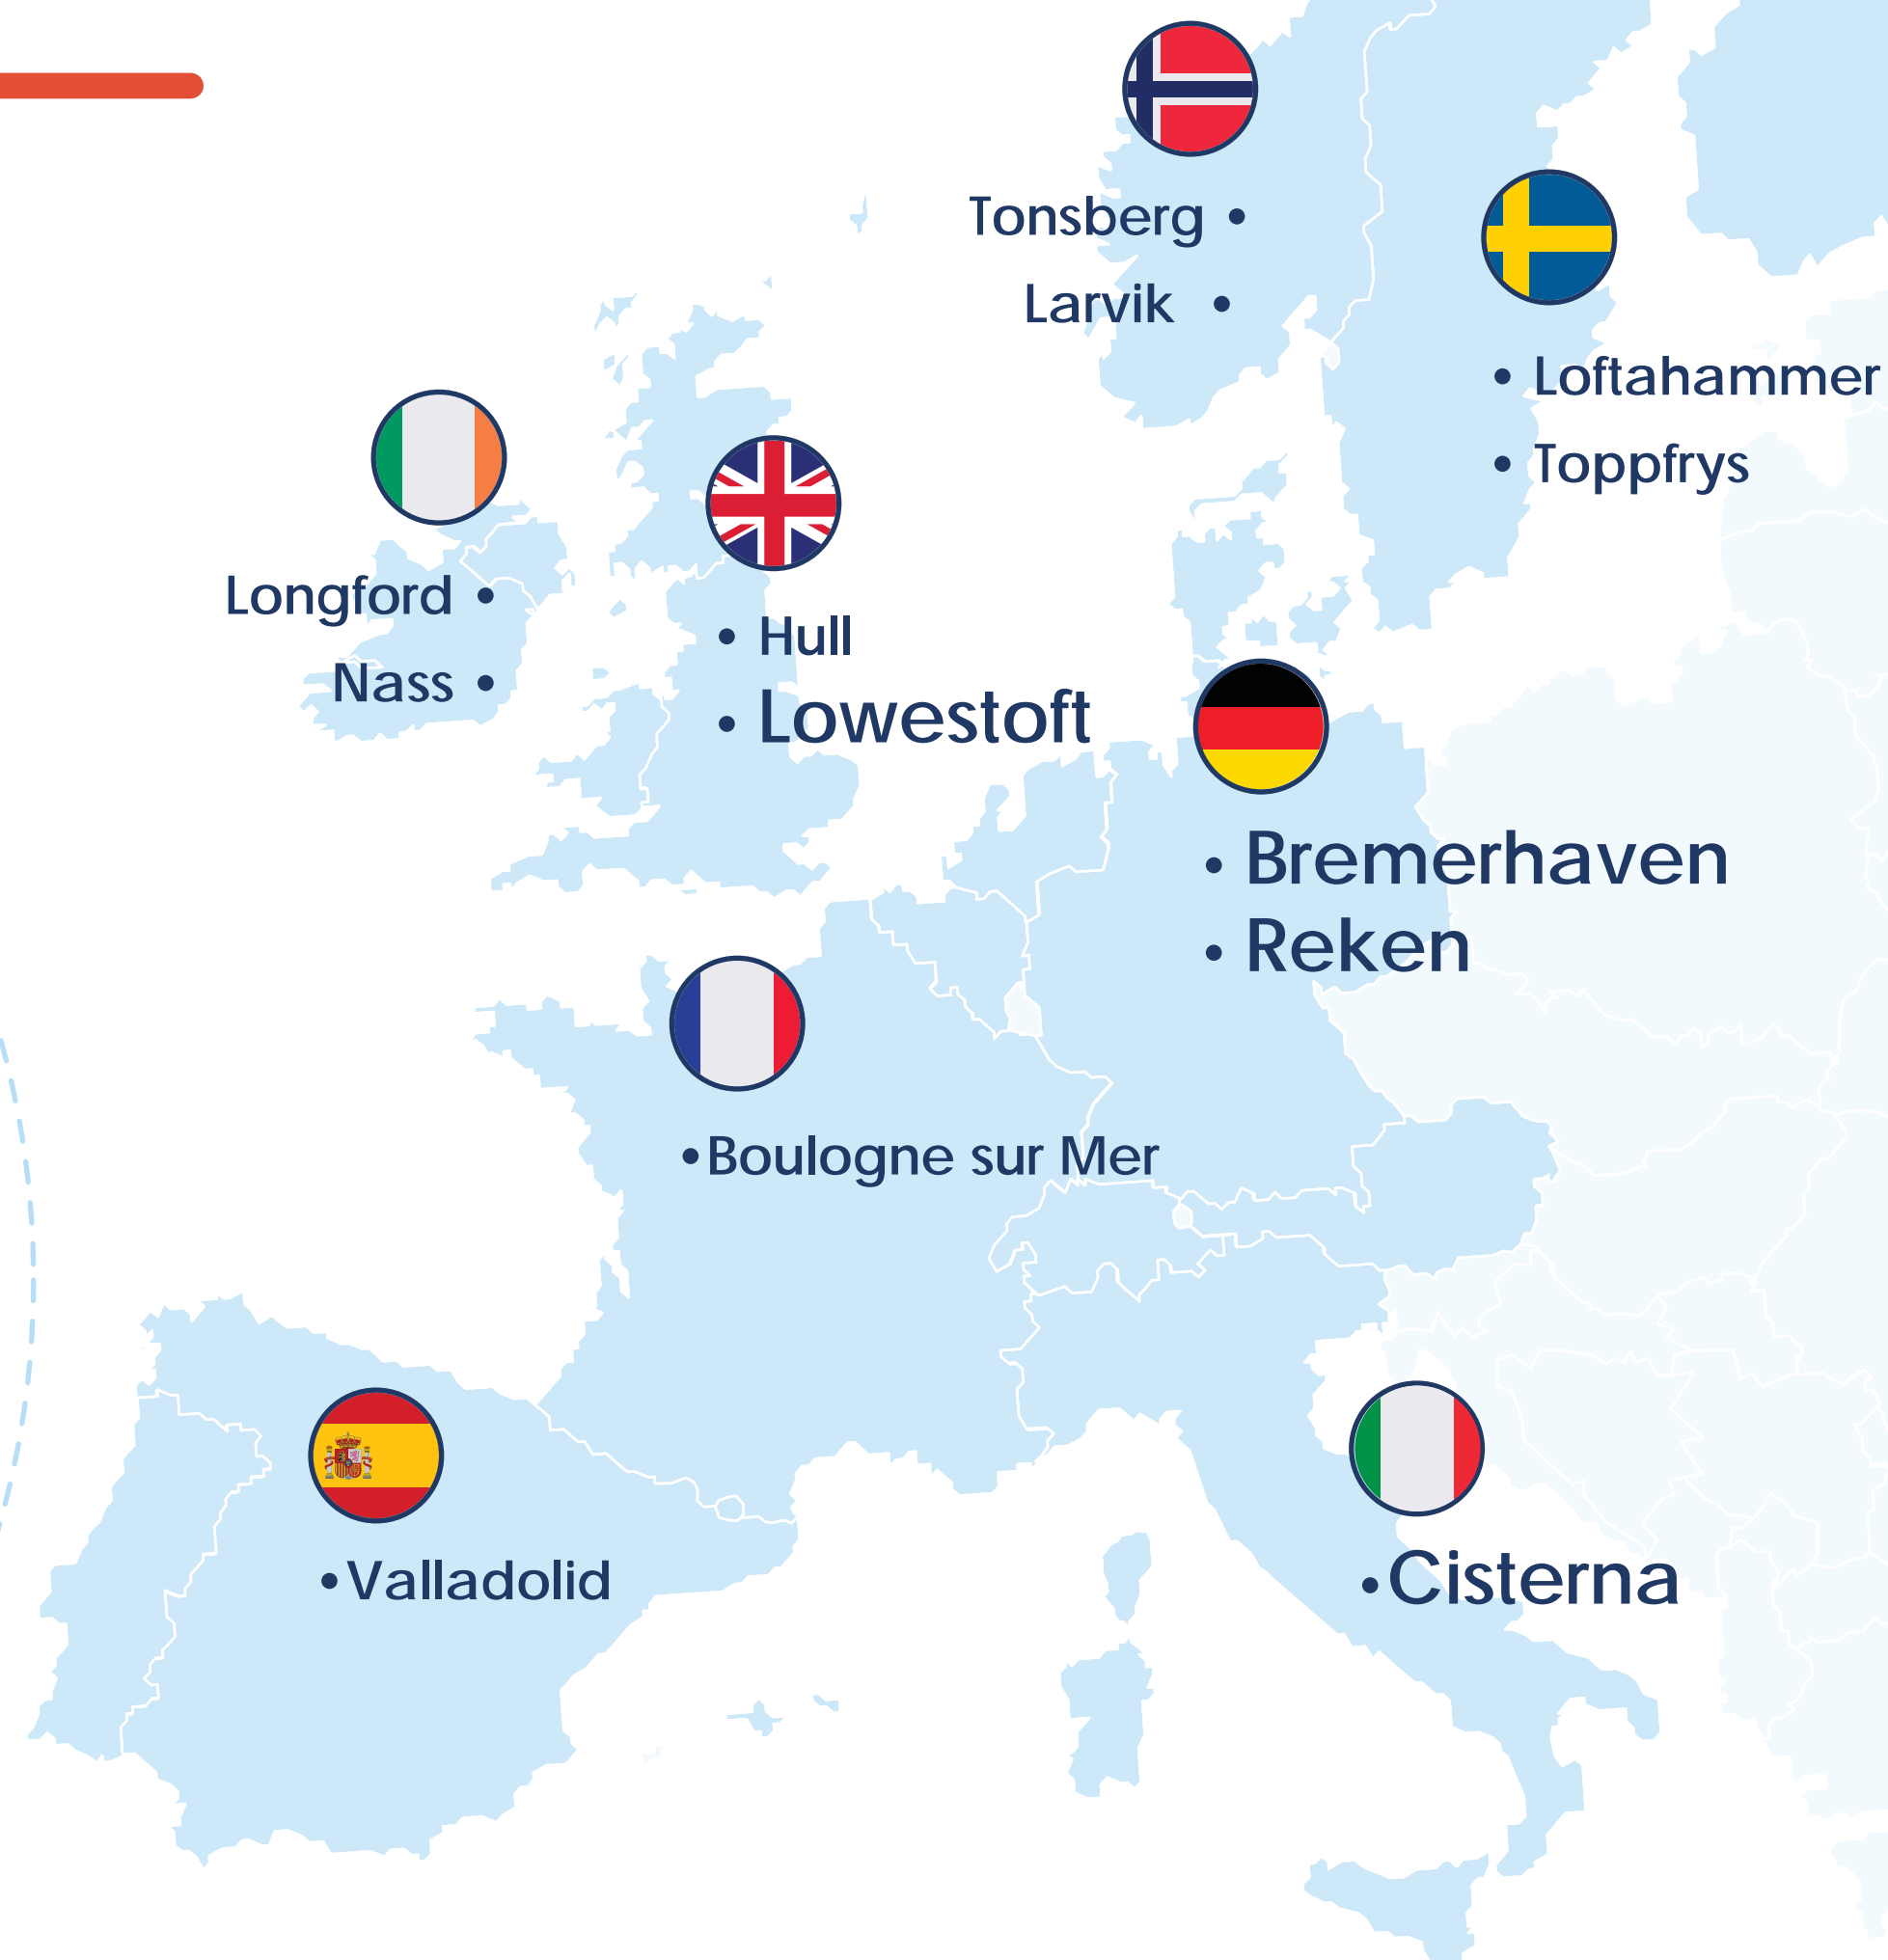 Tonsberg •
Larvik •
• Loftahammer
• Toppfrys
Longford •
Nass •
• Hull
• Lowestoft
• Bremerhaven
• Reken
• Boulogne sur Mer
• Valladolid
• Cisterna